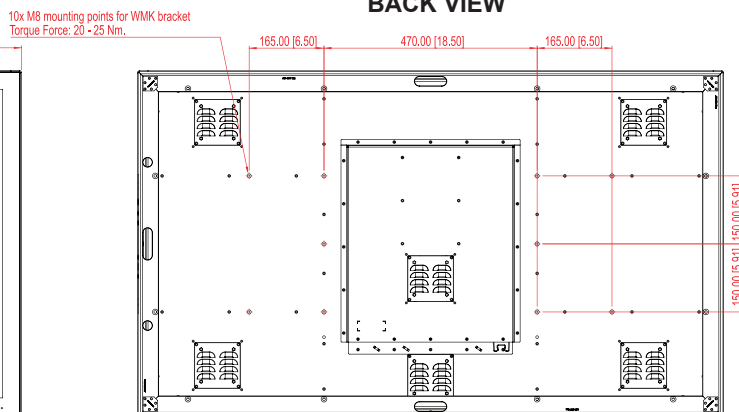 BACK VIEW
10x M8 mounting points for WMK bracket
Torque Force: 20 - 25 Nm.
165.00 [6.50]
470.00 [18.50]
165.00 [6.50]
150.00 [5.91]
150.00 [5.91]